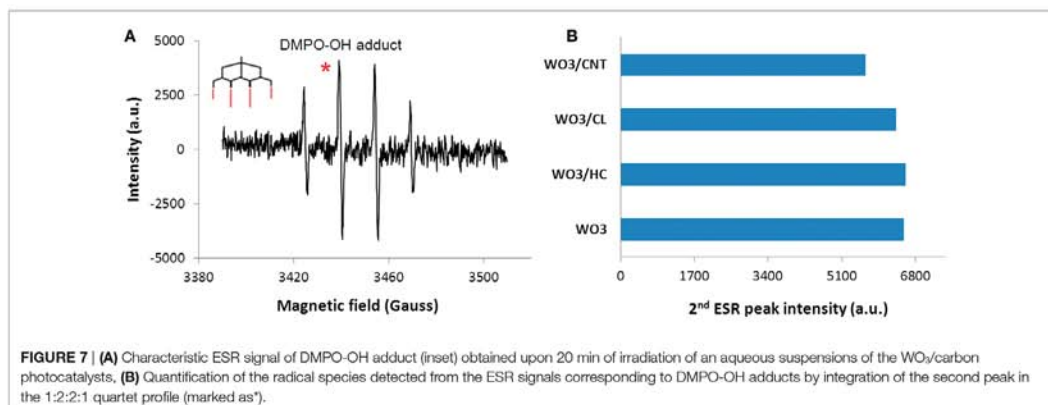 A
DMPO-OH adduct
*
5000
2500
0
-2500
-5000
Intensity (a.u.)
3380 3420 3460 3500
Magnetic field (Gauss)
B
WO3/CNT
WO3/CL
WO3/HC
WO3
0 1700 3400 5100 6800
2nd ESR peak intensity (a.u.)
FIGURE 7 | (A) Characteristic ESR signal of DMPO-OH adduct (inset) obtained upon 20 min of irradiation of an aqueous suspensions of the WO₃/carbon
photocatalysts, (B) Quantification of the radical species detected from the ESR signals corresponding to DMPO-OH adducts by integration of the second peak in
the 1:2:2:1 quartet profile (marked as*).